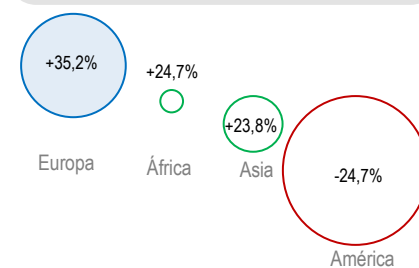 +35,2%
+24,7%
+23,8%
-24,7%
Europa
África
Asia
América